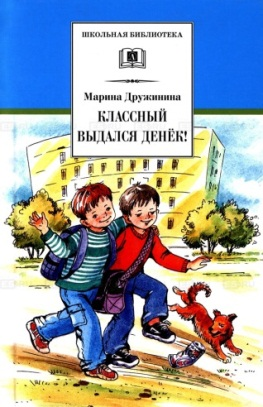 ШКОЛЬНАЯ БИБЛИОТЕКА
Марина Дружинина
КЛАССНЫЙ
ВЫДАЛСЯ ДЕНЁК!